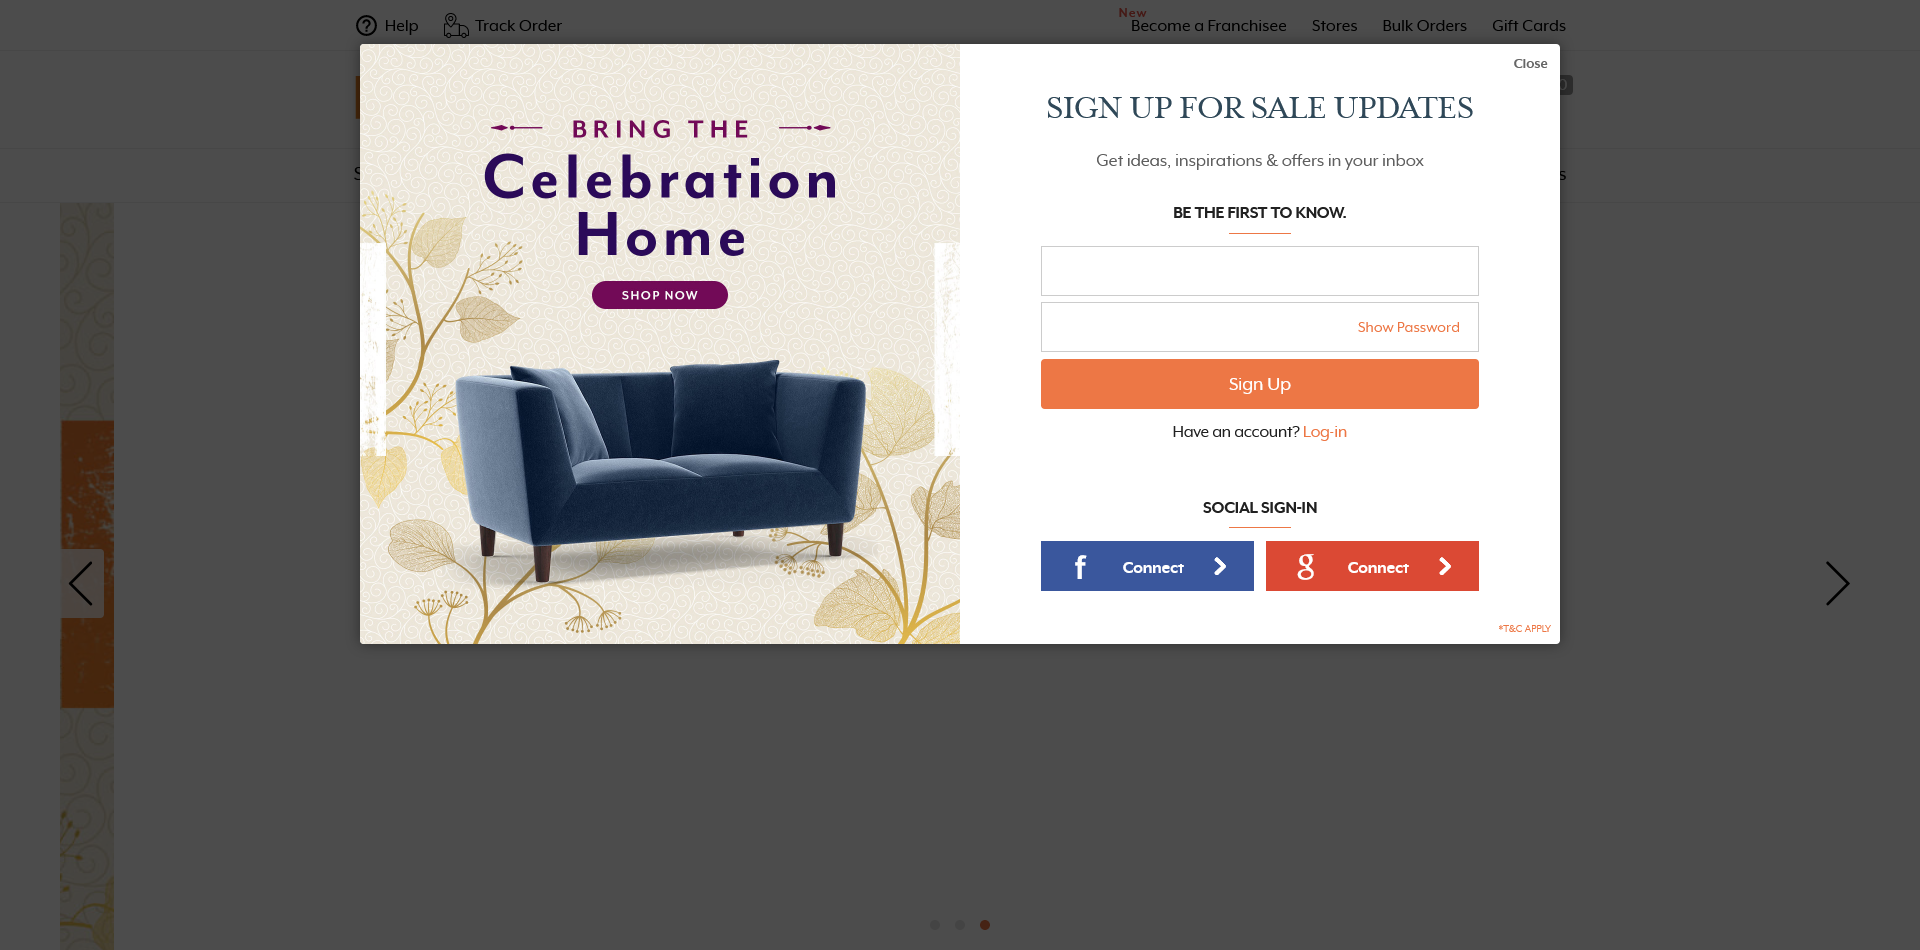 Help
Track Order
New
Become a Franchisee
Stores
Bulk Orders
Gift Cards
Close
BRING THE
Celebration
Home
SHOP NOW
SIGN UP FOR SALE UPDATES
Get ideas, inspirations & offers in your inbox
BE THE FIRST TO KNOW.
Show Password
Sign Up
Have an account? Log-in
SOCIAL SIGN-IN
f Connect
g Connect
*T&C APPLY